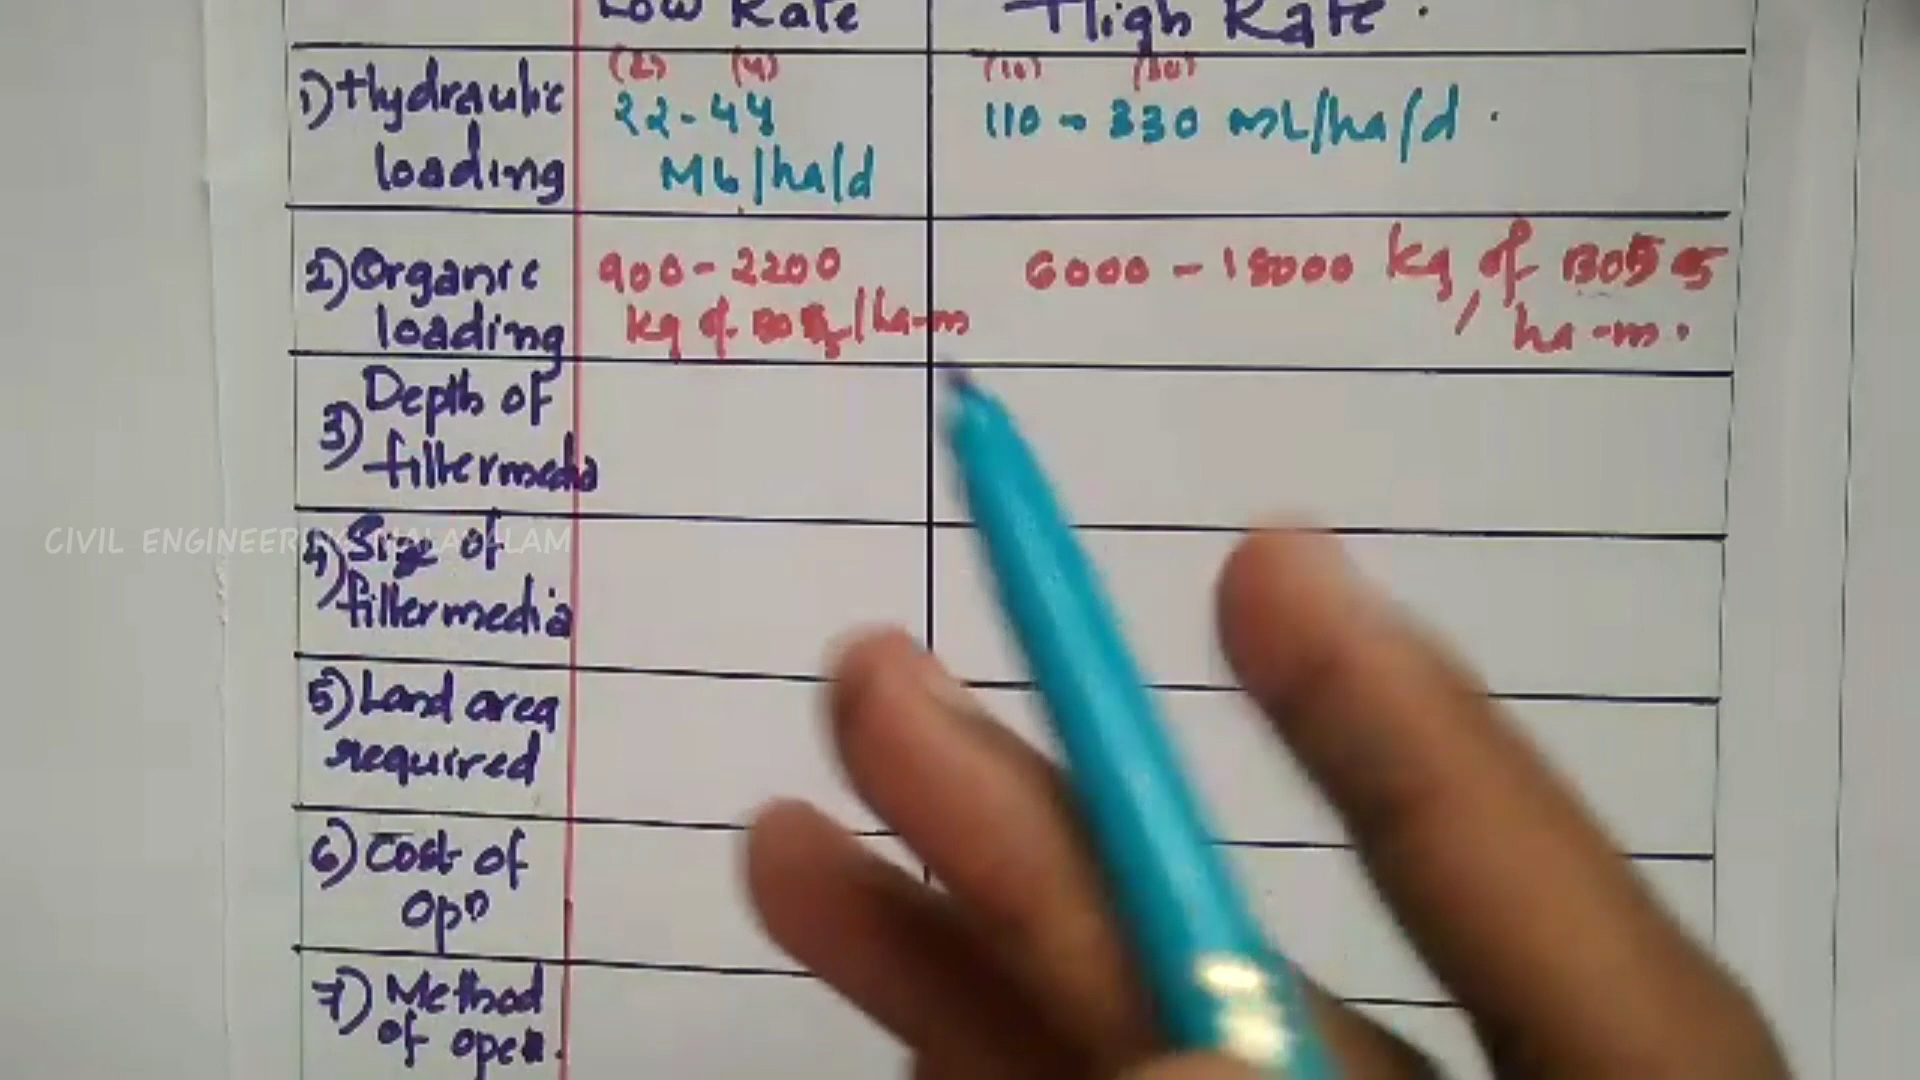 Low Rate High Rate.
1) Hydraulic
loading
(2) (4)
22-44
ML/ha/d
(10) (30)
110 - 330 ML/ha/d.
2) Organic
loading
900-2200
kg of BOD5/ha-m
6000 - 18000 kg of BOD5
/ ha-m.
3) Depth of
filtermedia
4) Size of
filtermedia
5) Land area
required
6) Cost of
opn
7) Method
of open.
CIVIL ENGINEERING MALAYALAM